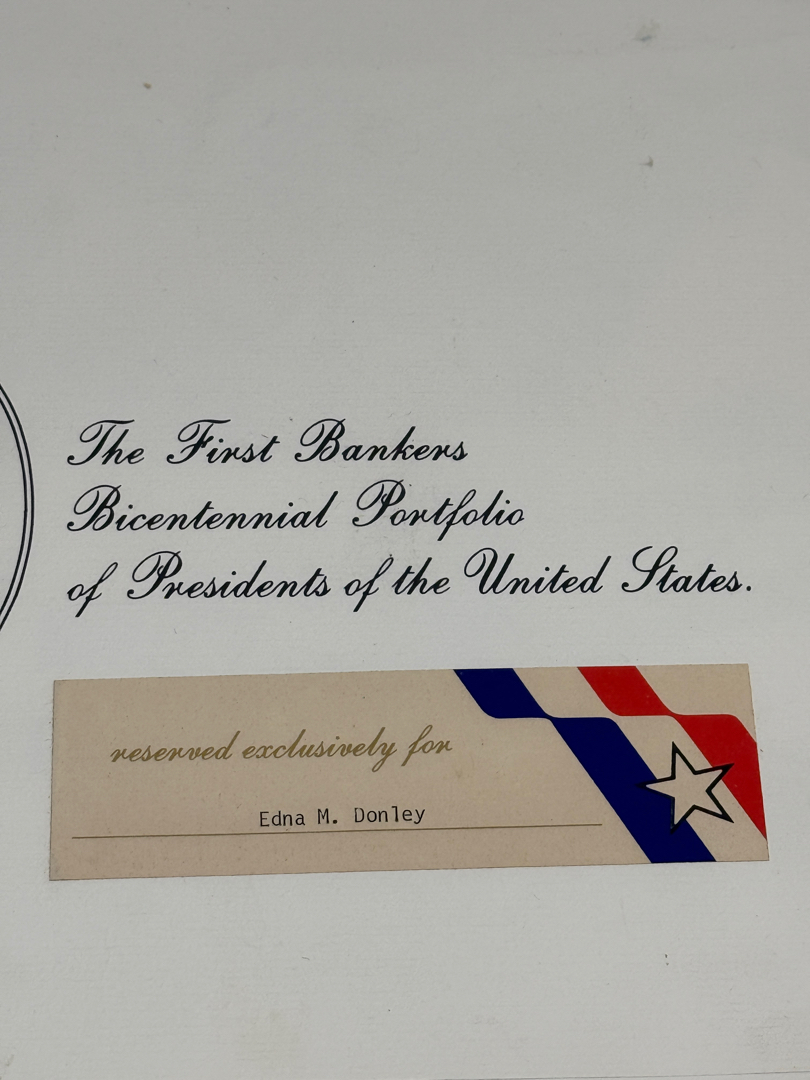 The First Bankers
Bicentennial Portfolio
of Presidents of the United States.
reserved exclusively for
Edna M. Donley